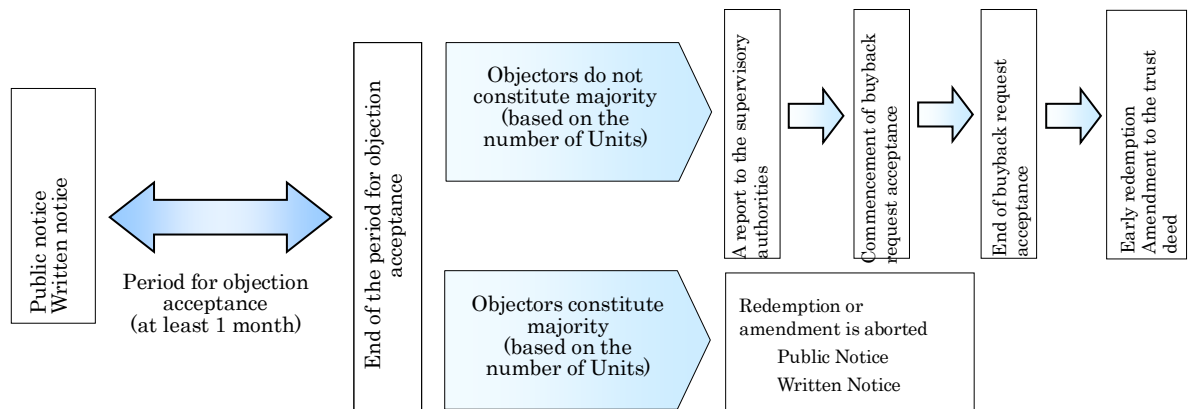 Public notice
Written notice
Period for objection
acceptance
(at least 1 month)
End of the period for objection
acceptance
Objectors do not
constitute majority
(based on the
number of Units)
A report to the supervisory
authorities
Commencement of buyback
request acceptance
End of buyback request
acceptance
Early redemption
Amendment to the trust
deed
Objectors constitute
majority
(based on the
number of Units)
Redemption or
amendment is aborted
Public Notice
Written Notice